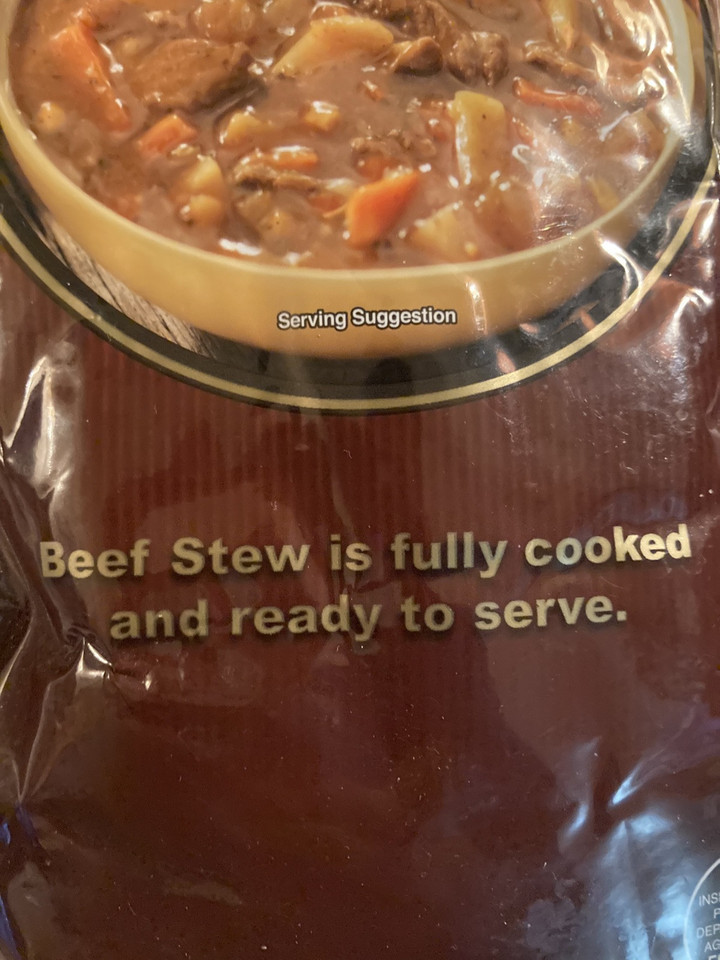 Serving Suggestion
Beef Stew is fully cooked
and ready to serve.